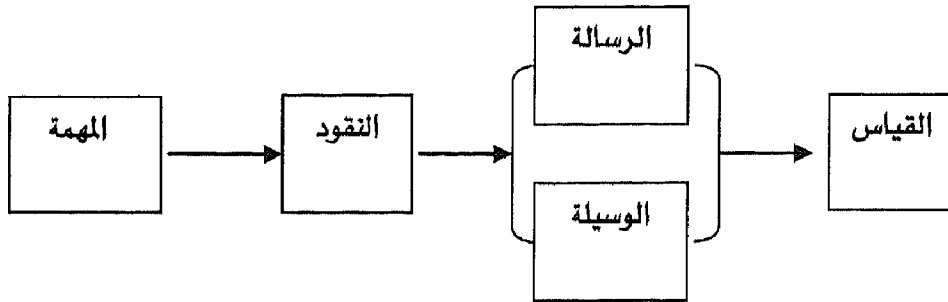 المهمة
النقود
الرسالة
الوسيلة
القياس